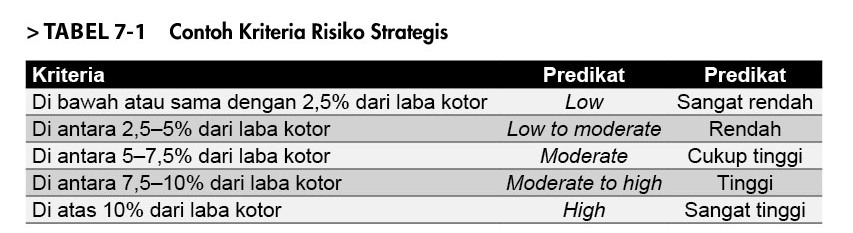 > TABEL 7-1 Contoh Kriteria Risiko Strategis
Kriteria Predikat Predikat
Di bawah atau sama dengan 2,5% dari laba kotor Low Sangat rendah
Di antara 2,5–5% dari laba kotor Low to moderate Rendah
Di antara 5–7,5% dari laba kotor Moderate Cukup tinggi
Di antara 7,5–10% dari laba kotor Moderate to high Tinggi
Di atas 10% dari laba kotor High Sangat tinggi